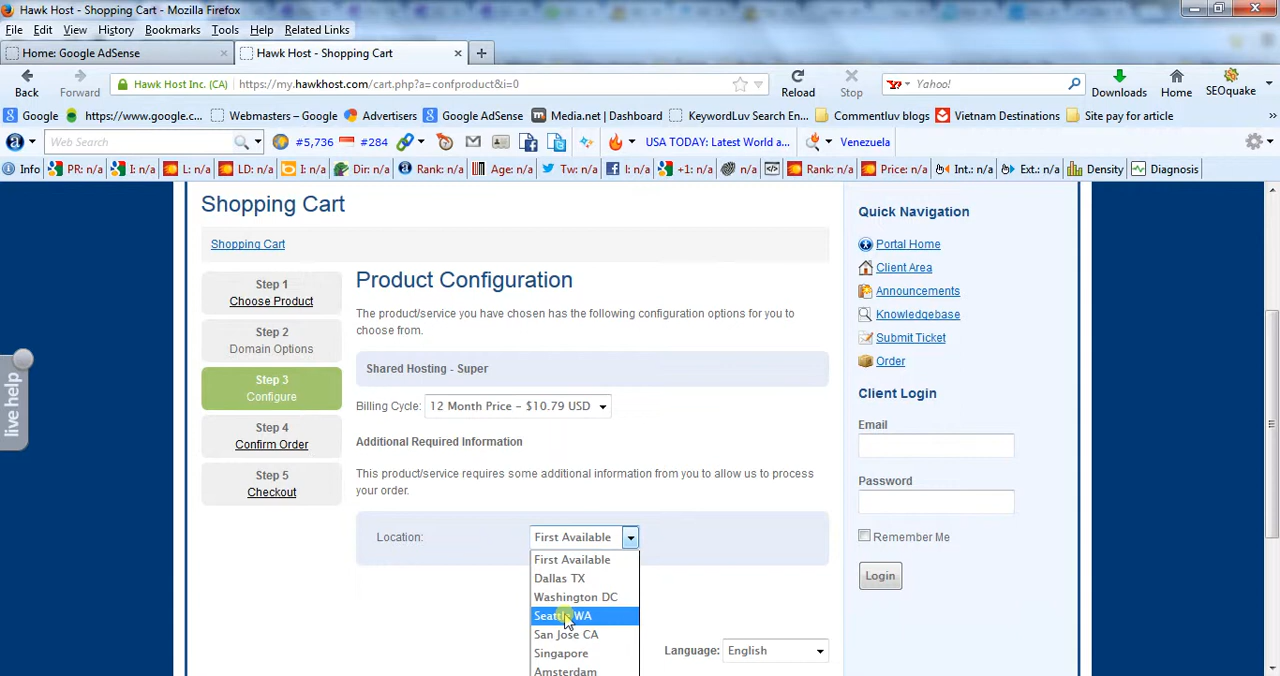 Hawk Host - Shopping Cart - Mozilla Firefox
File Edit View History Bookmarks Tools Help Related Links
Home: Google AdSense × Hawk Host - Shopping Cart × +
Back Forward Hawk Host Inc. (CA) https://my.hawkhost.com/cart.php?a=confproduct&i=0 Reload Stop Yahoo! Downloads Home SEOquake
Google https://www.google.c... Webmasters – Google Advertisers Google AdSense Media.net | Dashboard KeywordLuv Search En... Commentluv blogs Vietnam Destinations Site pay for article »
Web Search #5,736 #284 USA TODAY: Latest World a... Venezuela
Info PR: n/a I: n/a L: n/a LD: n/a I: n/a Dir: n/a Rank: n/a Age: n/a Tw: n/a I: n/a +1: n/a n/a Rank: n/a Price: n/a Int.: n/a Ext.: n/a Density Diagnosis
Shopping Cart
Shopping Cart
Step 1
Choose Product
Step 2
Domain Options
Step 3
Configure
Step 4
Confirm Order
Step 5
Checkout
Product Configuration
The product/service you have chosen has the following configuration options for you to
choose from.
Shared Hosting - Super
Billing Cycle: 12 Month Price – $10.79 USD
Additional Required Information
This product/service requires some additional information from you to allow us to process
your order.
Location: First Available
First Available
Dallas TX
Washington DC
Seattle WA
San Jose CA
Singapore
Amsterdam
Language: English
Quick Navigation
Portal Home
Client Area
Announcements
Knowledgebase
Submit Ticket
Order
Client Login
Email
Password
Remember Me
Login
live help